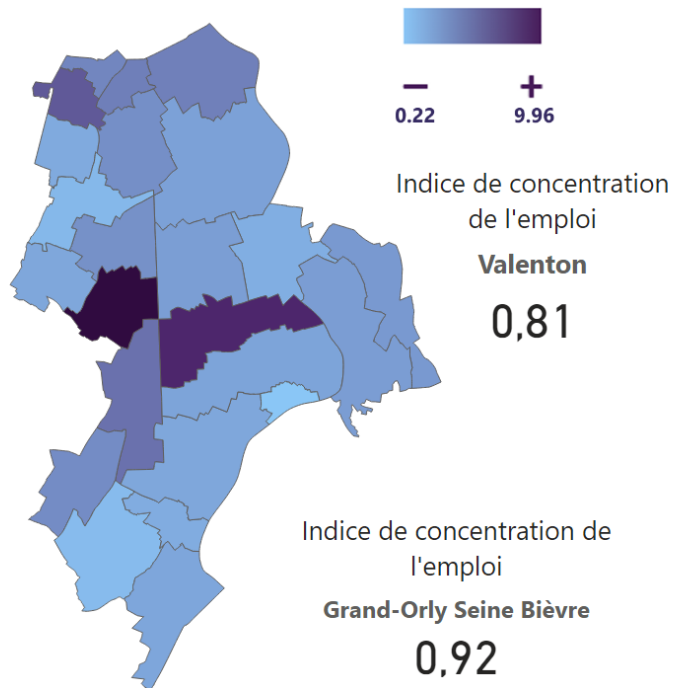 − +
0.22 9.96
Indice de concentration
de l'emploi
Valenton
0,81
Indice de concentration de
l'emploi
Grand-Orly Seine Bièvre
0,92